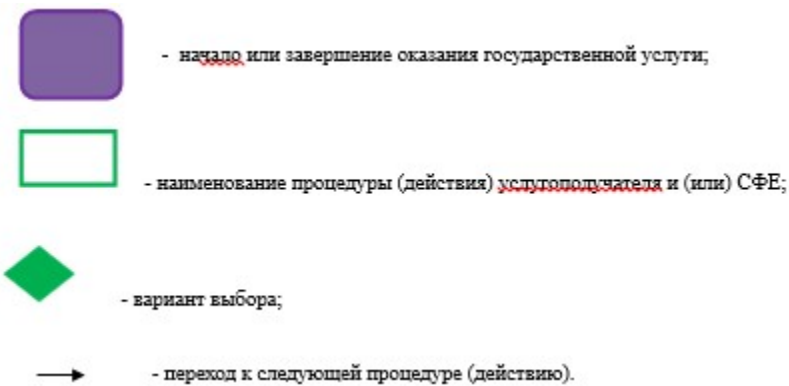 - начало или завершение оказания государственной услуги;
- наименование процедуры (действия) услугополучателя и (или) СФЕ;
- вариант выбора;
- переход к следующей процедуре (действию).